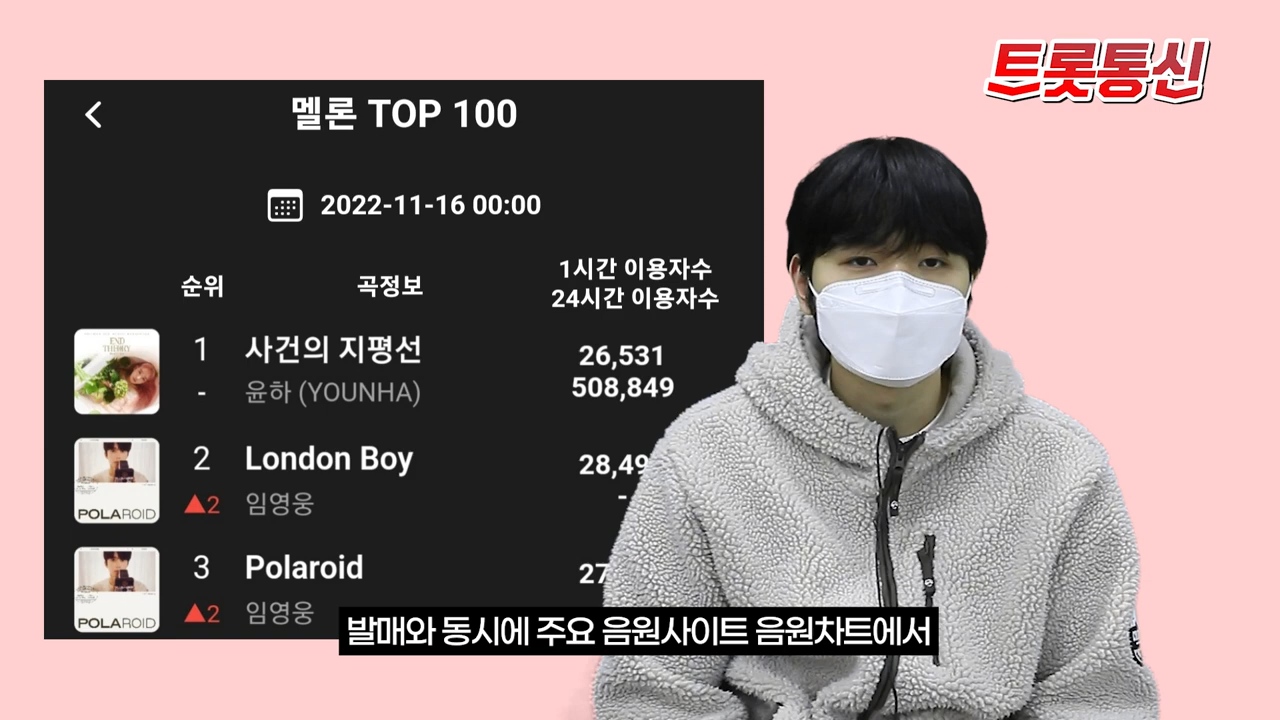 트롯통신
멜론 TOP 100
2022-11-16 00:00
순위 곡정보 1시간 이용자수
24시간 이용자수
END
THEORY
1 사건의 지평선 26,531
- 윤하 (YOUNHA) 508,849
2 London Boy 28,49
▲2 임영웅 -
POLAROID
3 Polaroid 27
▲2 임영웅
POLAROID
발매와 동시에 주요 음원사이트 음원차트에서